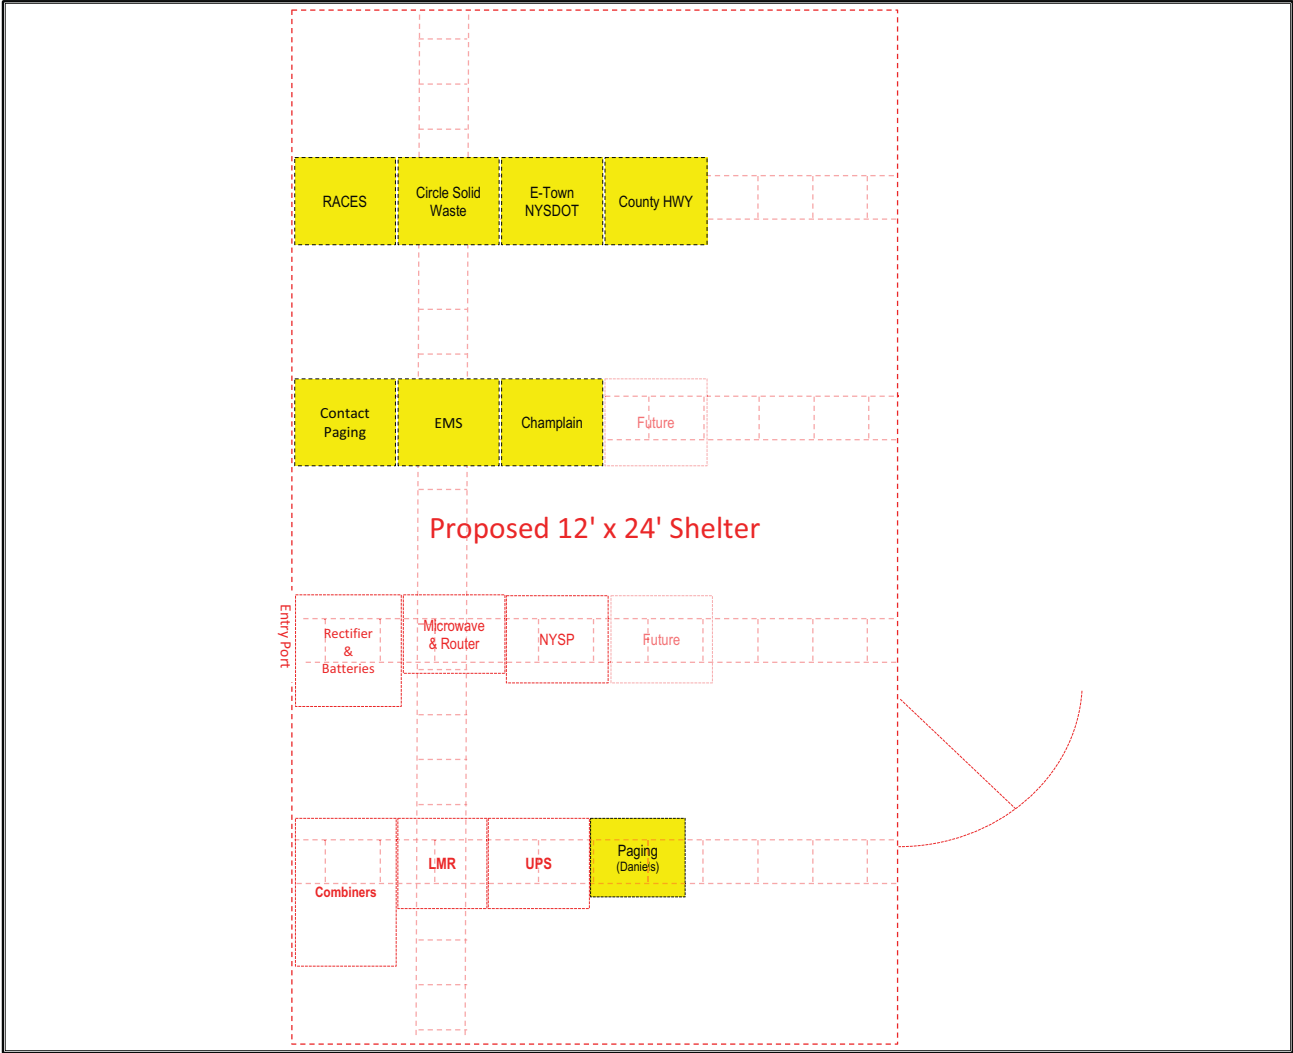 RACES
Circle Solid
Waste
E-Town
NYSDOT
County HWY
Contact
Paging
EMS
Champlain
Future
Proposed 12' x 24' Shelter
Entry Port
Rectifier
&
Batteries
Microwave
& Router
NYSP
Future
Combiners
LMR
UPS
Paging
(Daniels)